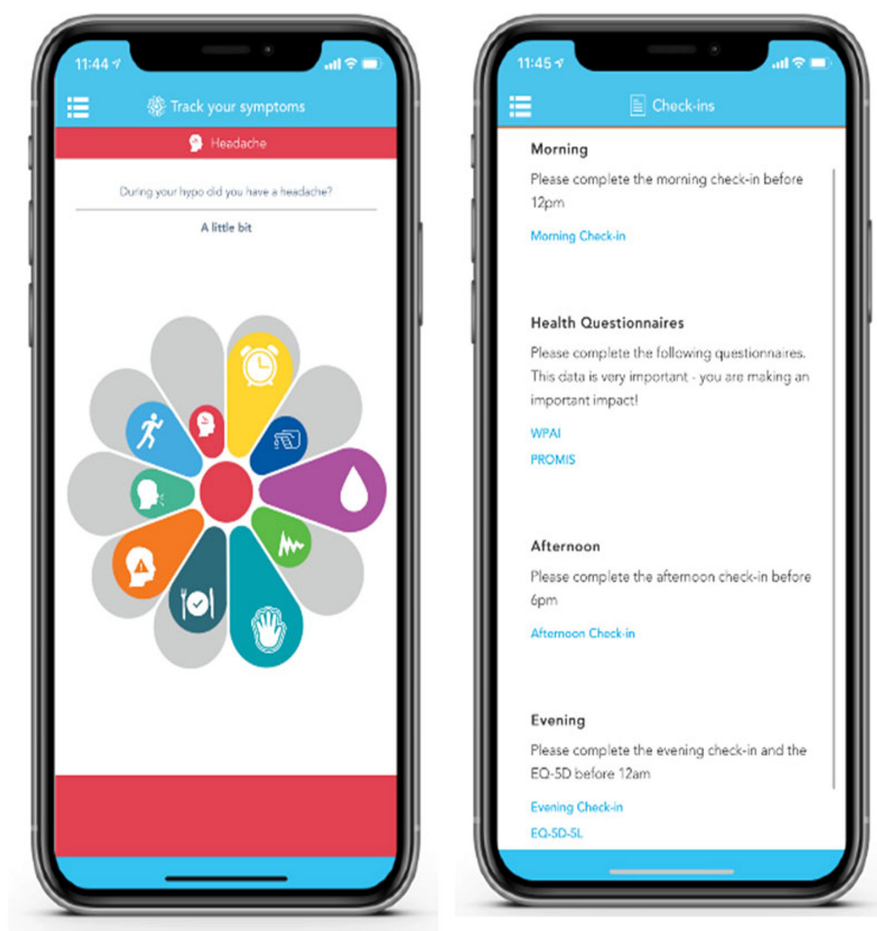 11:44
Track your symptoms
Headache
During your hypo did you have a headache?
A little bit
11:45
Check-ins
Morning
Please complete the morning check-in before
12pm
Morning Check-in
Health Questionnaires
Please complete the following questionnaires.
This data is very important - you are making an
important impact!
WPAI
PROMIS
Afternoon
Please complete the afternoon check-in before
6pm
Afternoon Check-in
Evening
Please complete the evening check-in and the
EQ-5D before 12am
Evening Check-in
EQ-5D-5L